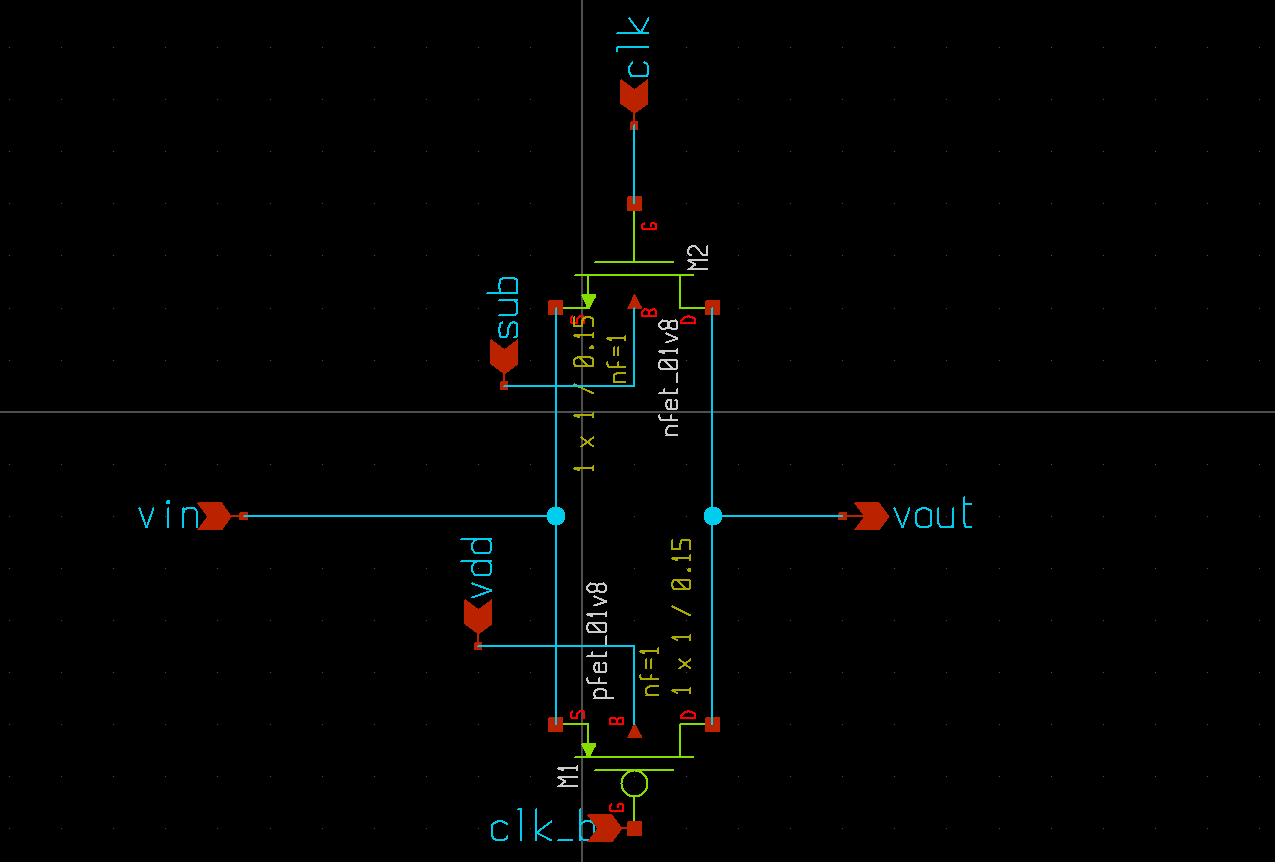 clk
G
M2
sub
S
B
D
1 x 1 / 0.15
nf=1
nfet_01v8
vin
vout
vdd
pfet_01v8
nf=1
1 x 1 / 0.15
S
B
D
M1
G
clk_b